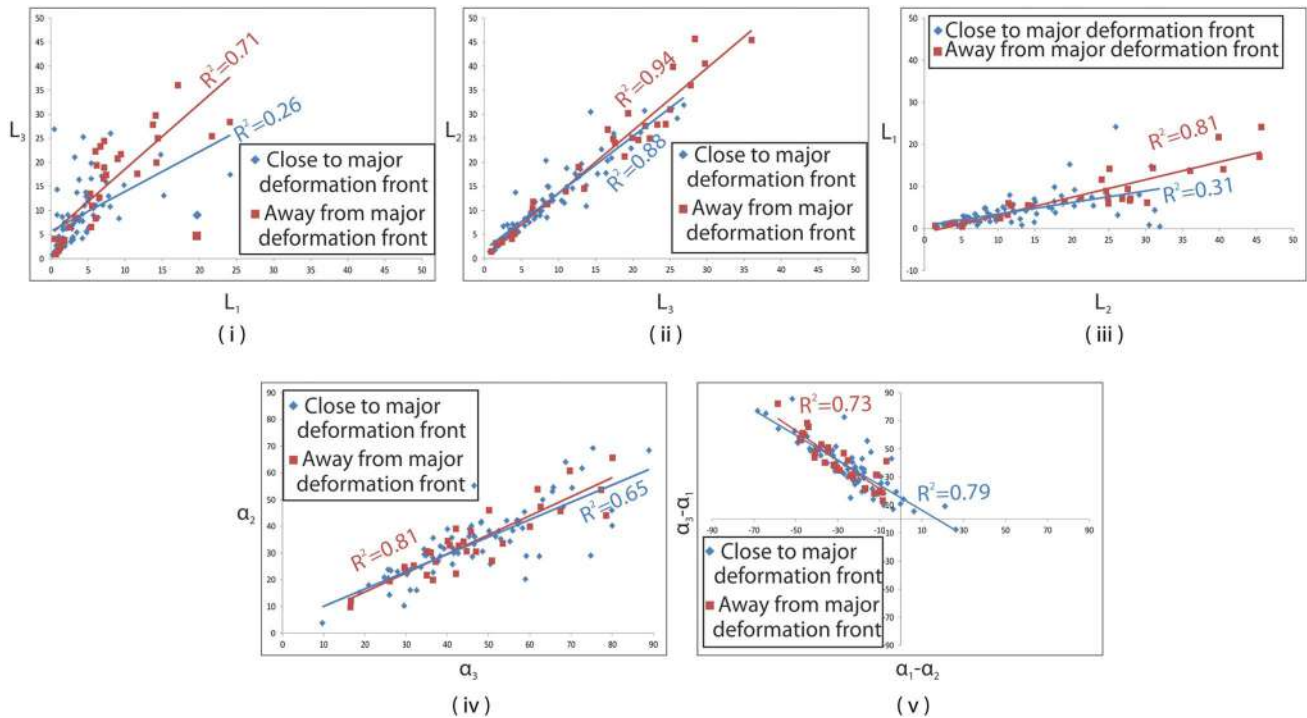 50
45
40
35
30
25
20
15
10
5
0
L₃
R²=0.71
R²=0.26
Close to major
deformation front
Away from major
deformation front
0 5 10 15 20 25 30 35 40 45 50
L₁
( i )
50
45
40
35
30
25
20
15
10
5
0
L₂
R²=0.94
R²=0.88
Close to major
deformation front
Away from major
deformation front
0 5 10 15 20 25 30 35 40 45 50
L₃
( ii )
Close to major deformation front
Away from major deformation front
50
40
30
20
10
0
-10
L₁
R²=0.81
R²=0.31
5 10 15 20 25 30 35 40 45 50
L₂
( iii )
Close to major
deformation front
Away from major
deformation front
90
80
70
60
50
40
30
20
10
0
α₂
R²=0.81
R²=0.65
0 10 20 30 40 50 60 70 80 90
α₃
( iv )
R²=0.73
R²=0.79
90
70
50
30
10
-10
-30
-50
-70
-90
α₃-α₁
-90 -70 -50 -30 -10 10 30 50 70 90
Close to major
deformation front
Away from major
deformation front
α₁-α₂
( v )